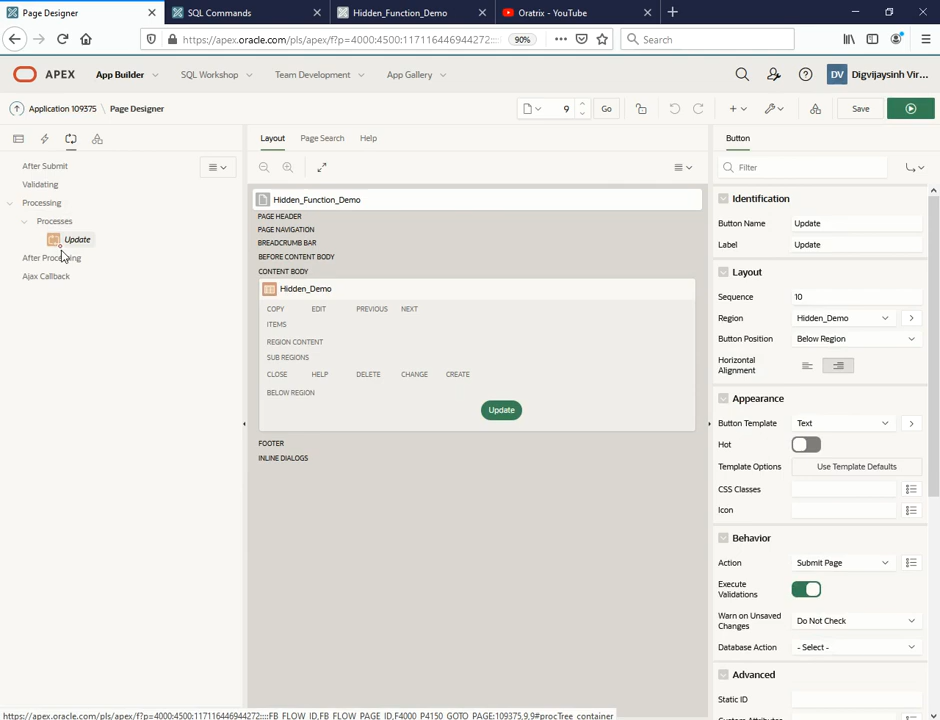 Page Designer
SQL Commands
Hidden_Function_Demo
Oratrix - YouTube
https://apex.oracle.com/pls/apex/f?p=4000:4500:117116446944272:::
90%
Search
APEX
App Builder
SQL Workshop
Team Development
App Gallery
DV
Digvijaysinh Vir...
Application 109375 \ Page Designer
9
Go
Save
Layout
Page Search
Help
Button
After Submit
Validating
Processing
Processes
Update
After Processing
Ajax Callback
Hidden_Function_Demo
PAGE HEADER
PAGE NAVIGATION
BREADCRUMB BAR
BEFORE CONTENT BODY
CONTENT BODY
Hidden_Demo
COPY EDIT PREVIOUS NEXT
ITEMS
REGION CONTENT
SUB REGIONS
CLOSE HELP DELETE CHANGE CREATE
BELOW REGION
Update
FOOTER
INLINE DIALOGS
Filter
Identification
Button Name Update
Label Update
Layout
Sequence 10
Region Hidden_Demo
Button Position Below Region
Horizontal
Alignment
Appearance
Button Template Text
Hot
Template Options Use Template Defaults
CSS Classes
Icon
Behavior
Action Submit Page
Execute
Validations
Warn on Unsaved
Changes Do Not Check
Database Action - Select -
Advanced
Static ID
https://apex.oracle.com/pls/apex/f?p=4000:4500:117116446944272::::FB_FLOW_ID,FB_FLOW_PAGE_ID,F4000_P4150_GOTO_PAGE:109375,9,9#procTree_container